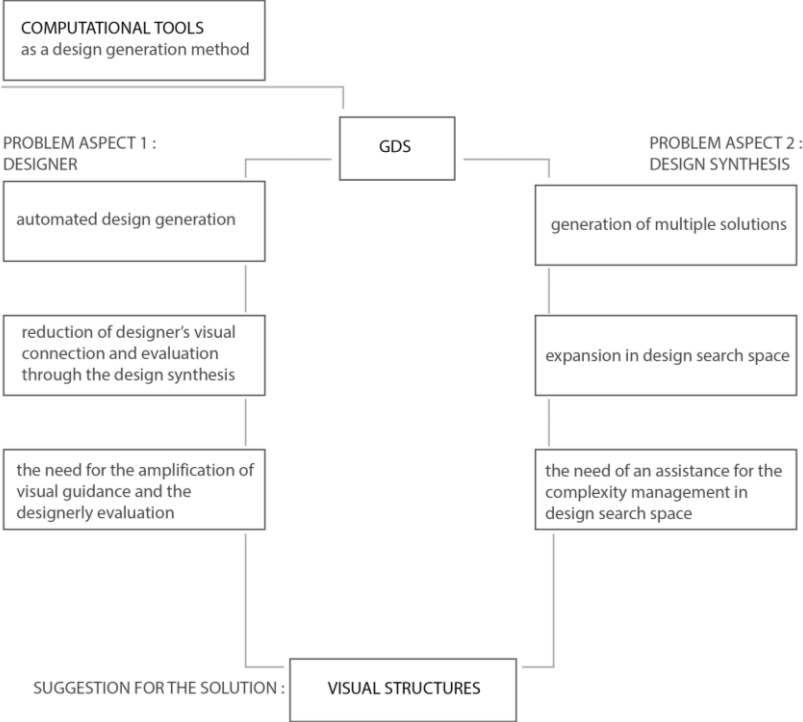 COMPUTATIONAL TOOLS
as a design generation method
GDS
PROBLEM ASPECT 1 :
DESIGNER
automated design generation
reduction of designer’s visual
connection and evaluation
through the design synthesis
the need for the amplification of
visual guidance and the
designerly evaluation
PROBLEM ASPECT 2 :
DESIGN SYNTHESIS
generation of multiple solutions
expansion in design search space
the need of an assistance for the
complexity management in
design search space
SUGGESTION FOR THE SOLUTION :
VISUAL STRUCTURES